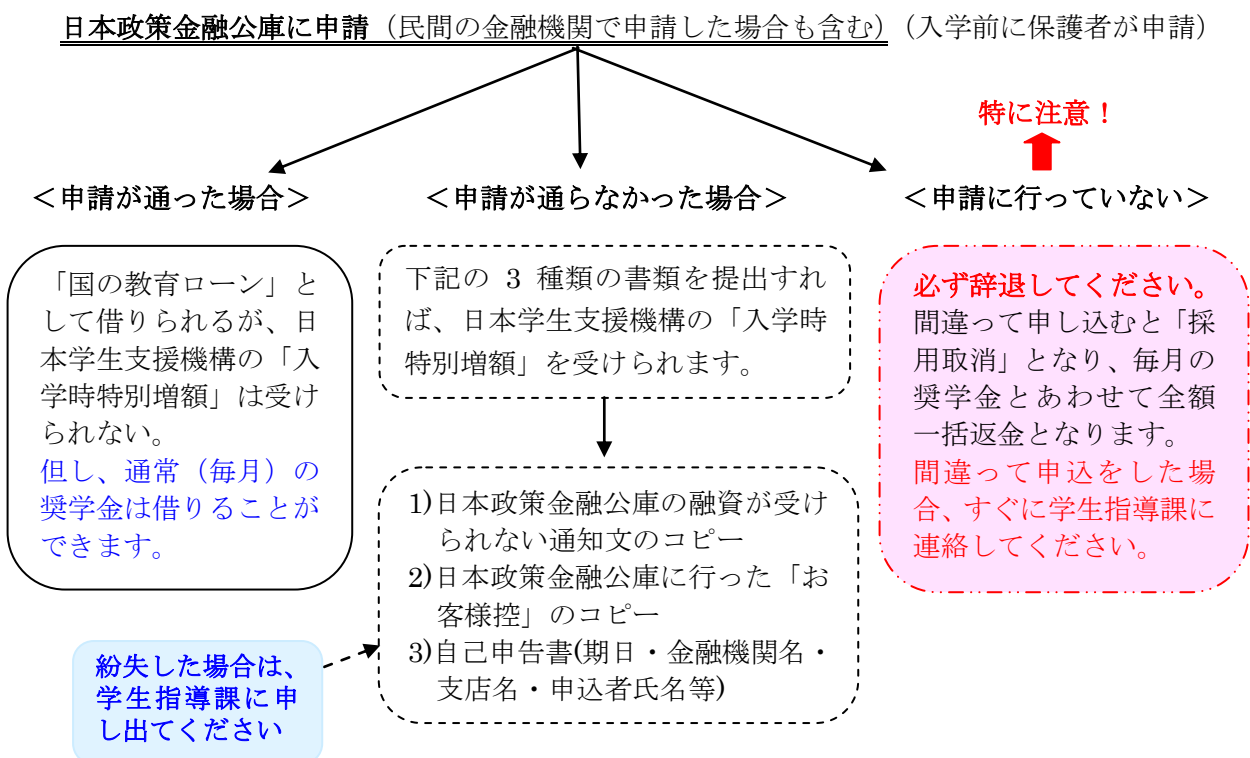 日本政策金融公庫に申請（民間の金融機関で申請した場合も含む）（入学前に保護者が申請）
特に注意！
＜申請が通った場合＞
「国の教育ローン」と
して借りられるが、日
本学生支援機構の「入
学時特別増額」は受け
られない。
但し、通常（毎月）の
奨学金は借りることが
できます。
＜申請が通らなかった場合＞
下記の 3 種類の書類を提出すれ
ば、日本学生支援機構の「入学時
特別増額」を受けられます。
1)日本政策金融公庫の融資が受け
られない通知文のコピー
2)日本政策金融公庫に行った「お
客様控」のコピー
3)自己申告書(期日・金融機関名・
支店名・申込者氏名等)
紛失した場合は、
学生指導課に申
し出てください
＜申請に行っていない＞
必ず辞退してください。
間違って申し込むと「採
用取消」となり、毎月の
奨学金とあわせて全額
一括返金となります。
間違って申込をした場
合、すぐに学生指導課に
連絡してください。